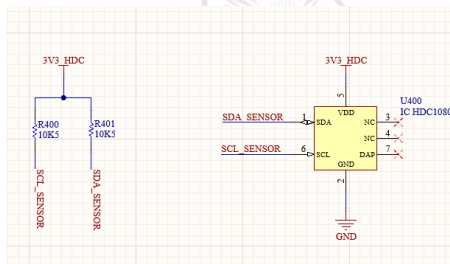 3V3_HDC
R400
10K5
R401
10K5
SCL_SENSOR
SDA_SENSOR
3V3_HDC
5
VDD
U400
IC HDC1080
SDA_SENSOR
1
SDA
NC
3
NC
4
SCL_SENSOR
6
SCL
DAP
7
GND
2
GND